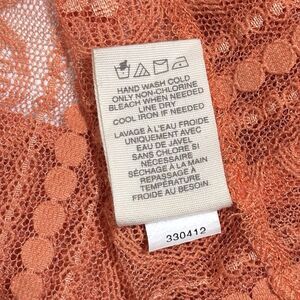 HAND WASH COLD
ONLY NON-CHLORINE
BLEACH WHEN NEEDED
LINE DRY
COOL IRON IF NEEDED
LAVAGE À L'EAU FROIDE
UNIQUEMENT AVEC
EAU DE JAVEL
SANS CHLORE SI
NÉCESSAIRE
SÉCHAGE À LA MAIN
REPASSAGE À
TEMPÉRATURE
FROIDE AU BESOIN.
330412